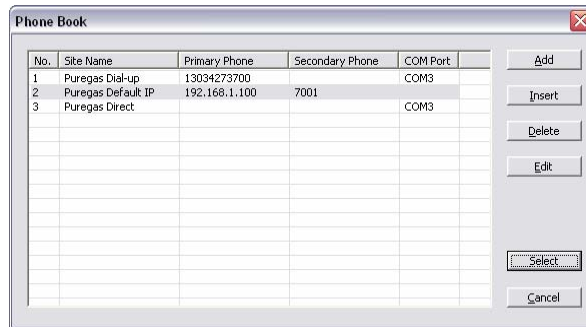 Phone Book
No. Site Name Primary Phone Secondary Phone COM Port
1 Puregas Dial-up 13034273700 COM3
2 Puregas Default IP 192.168.1.100 7001
3 Puregas Direct COM3
Add
Insert
Delete
Edit
Select
Cancel